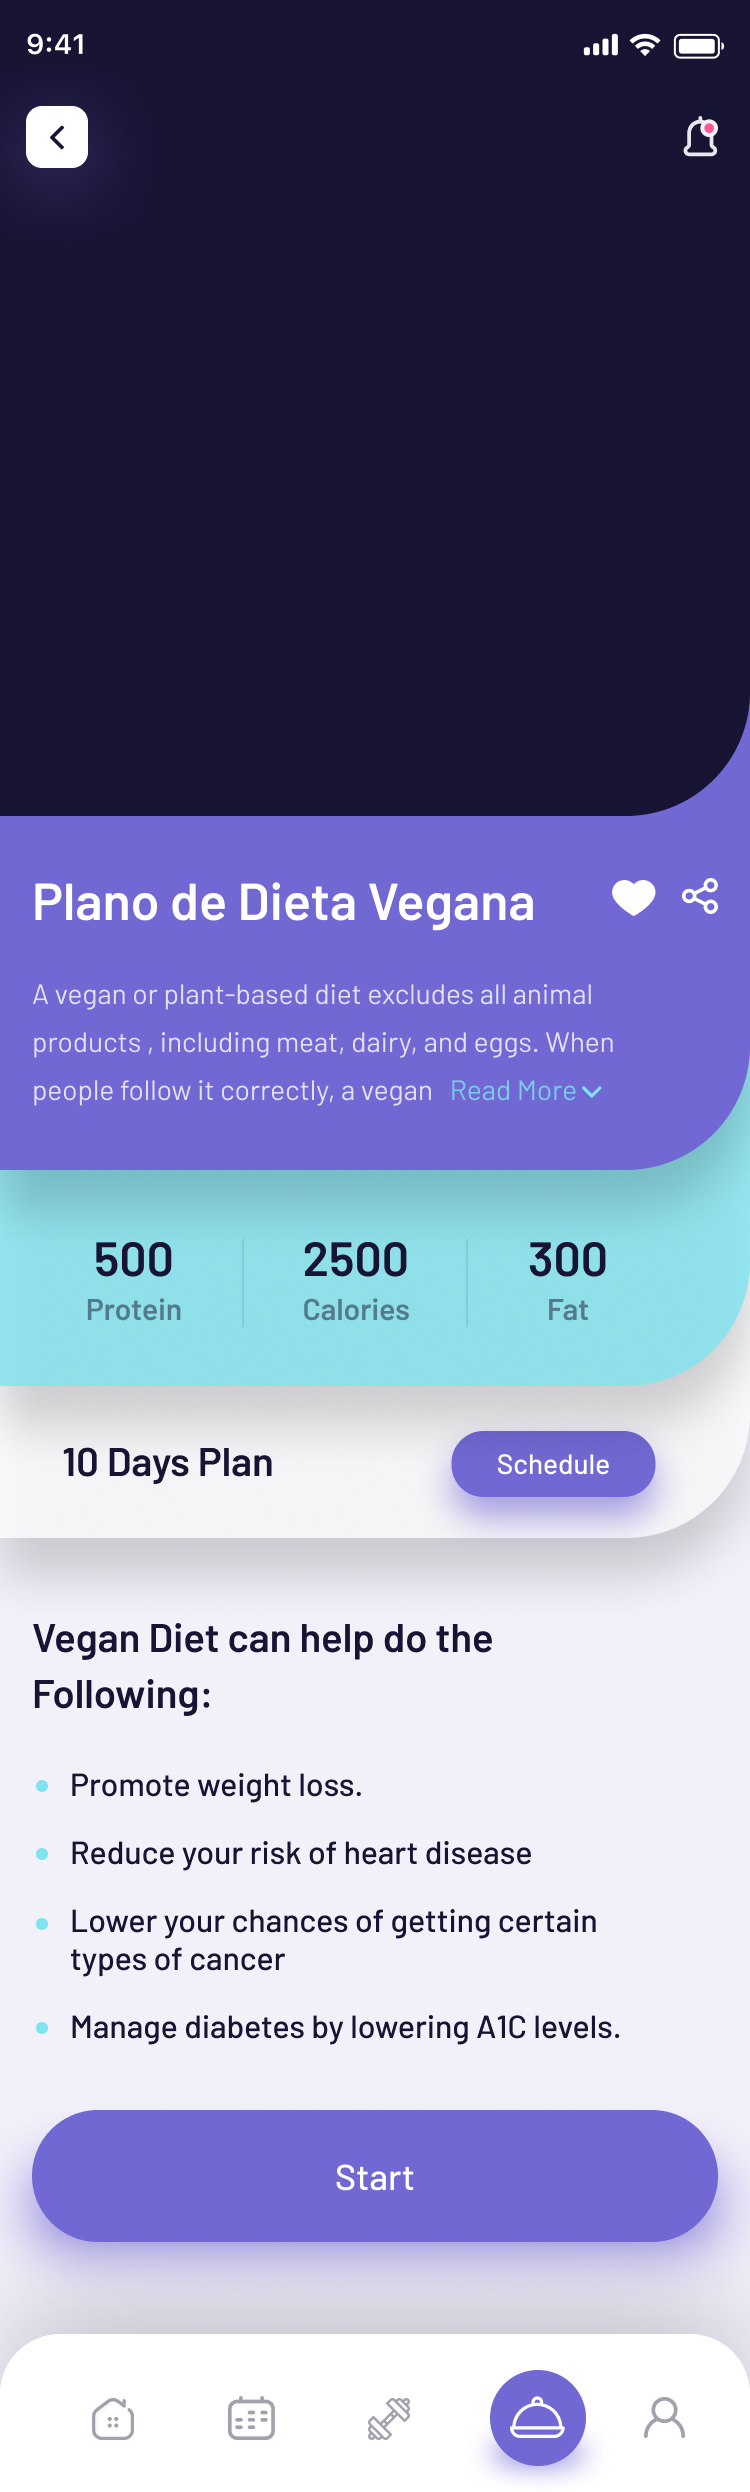 9:41
Plano de Dieta Vegana
A vegan or plant-based diet excludes all animal
products , including meat, dairy, and eggs. When
people follow it correctly, a vegan Read More
500 2500 300
Protein Calories Fat
10 Days Plan Schedule
Vegan Diet can help do the
Following:
Promote weight loss.
Reduce your risk of heart disease
Lower your chances of getting certain
types of cancer
Manage diabetes by lowering A1C levels.
Start